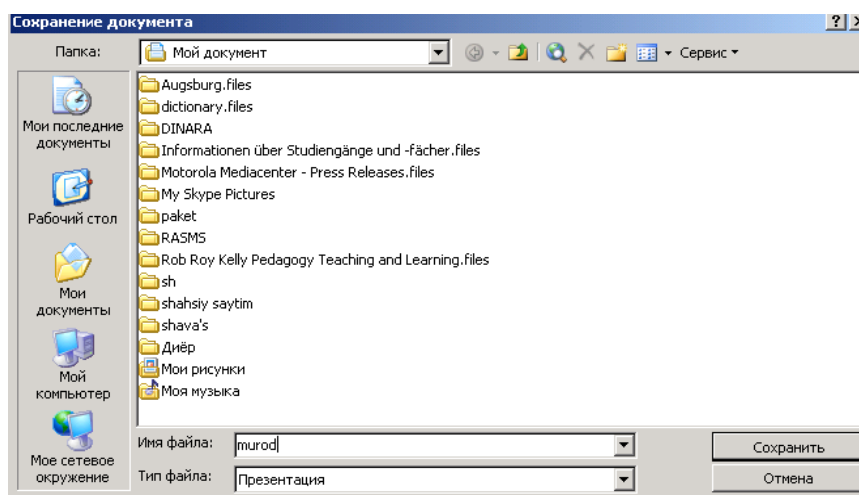 Сохранение документа
Папка:
Мой документ
Сервис
Мои последние
документы
Рабочий стол
Мои
документы
Мой
компьютер
Мое сетевое
окружение
Augsburg.files
dictionary.files
DINARA
Informationen über Studiengänge und -fächer.files
Motorola Mediacenter - Press Releases.files
My Skype Pictures
paket
RASMS
Rob Roy Kelly Pedagogy Teaching and Learning.files
sh
shahsiy saytim
shava's
Диёр
Мои рисунки
Моя музыка
Имя файла:
murod
Сохранить
Тип файла:
Презентация
Отмена